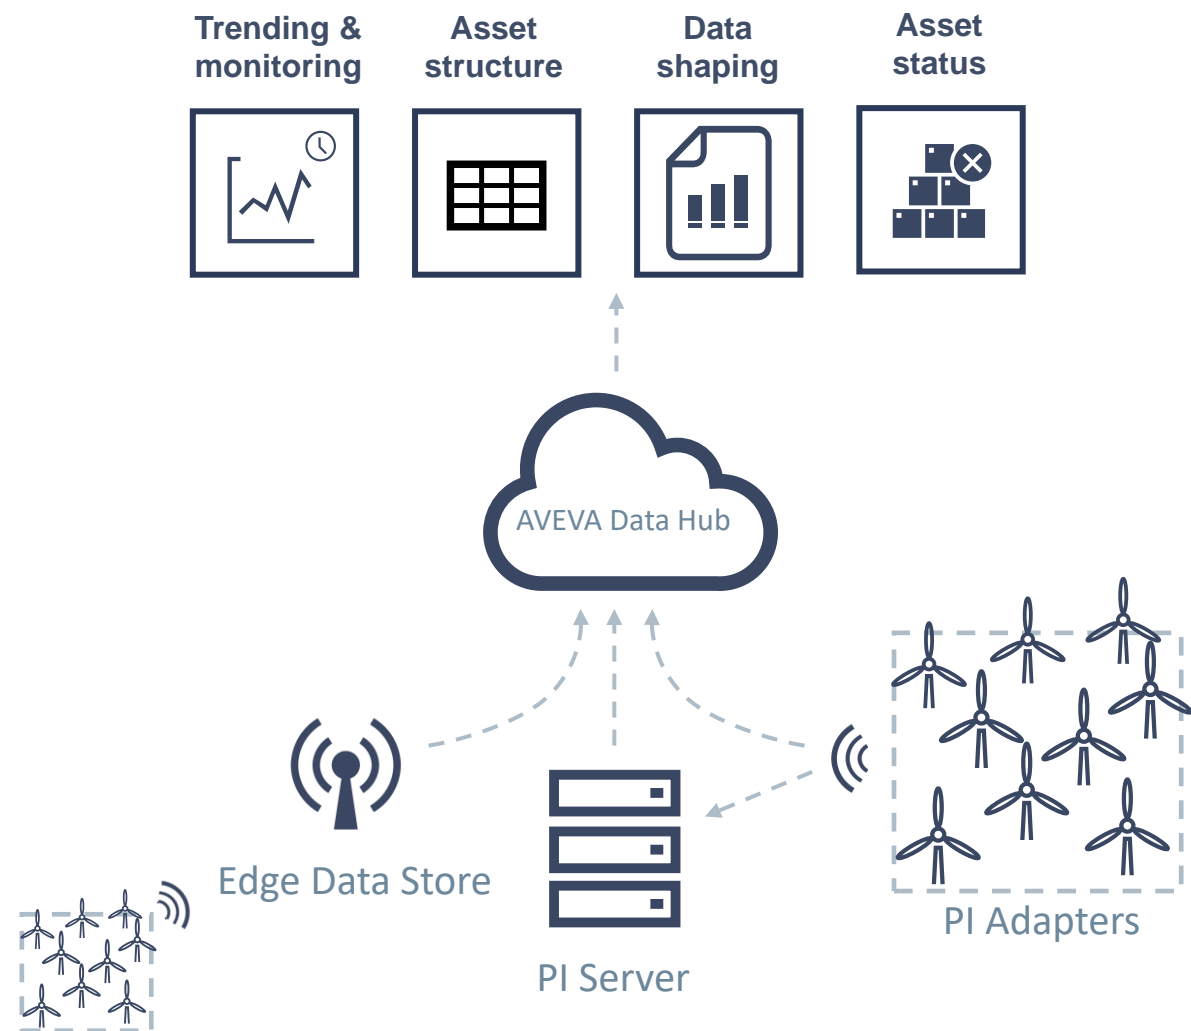 Trending &
monitoring
Asset
structure
Data
shaping
Asset
status
AVEVA Data Hub
Edge Data Store
PI Server
PI Adapters